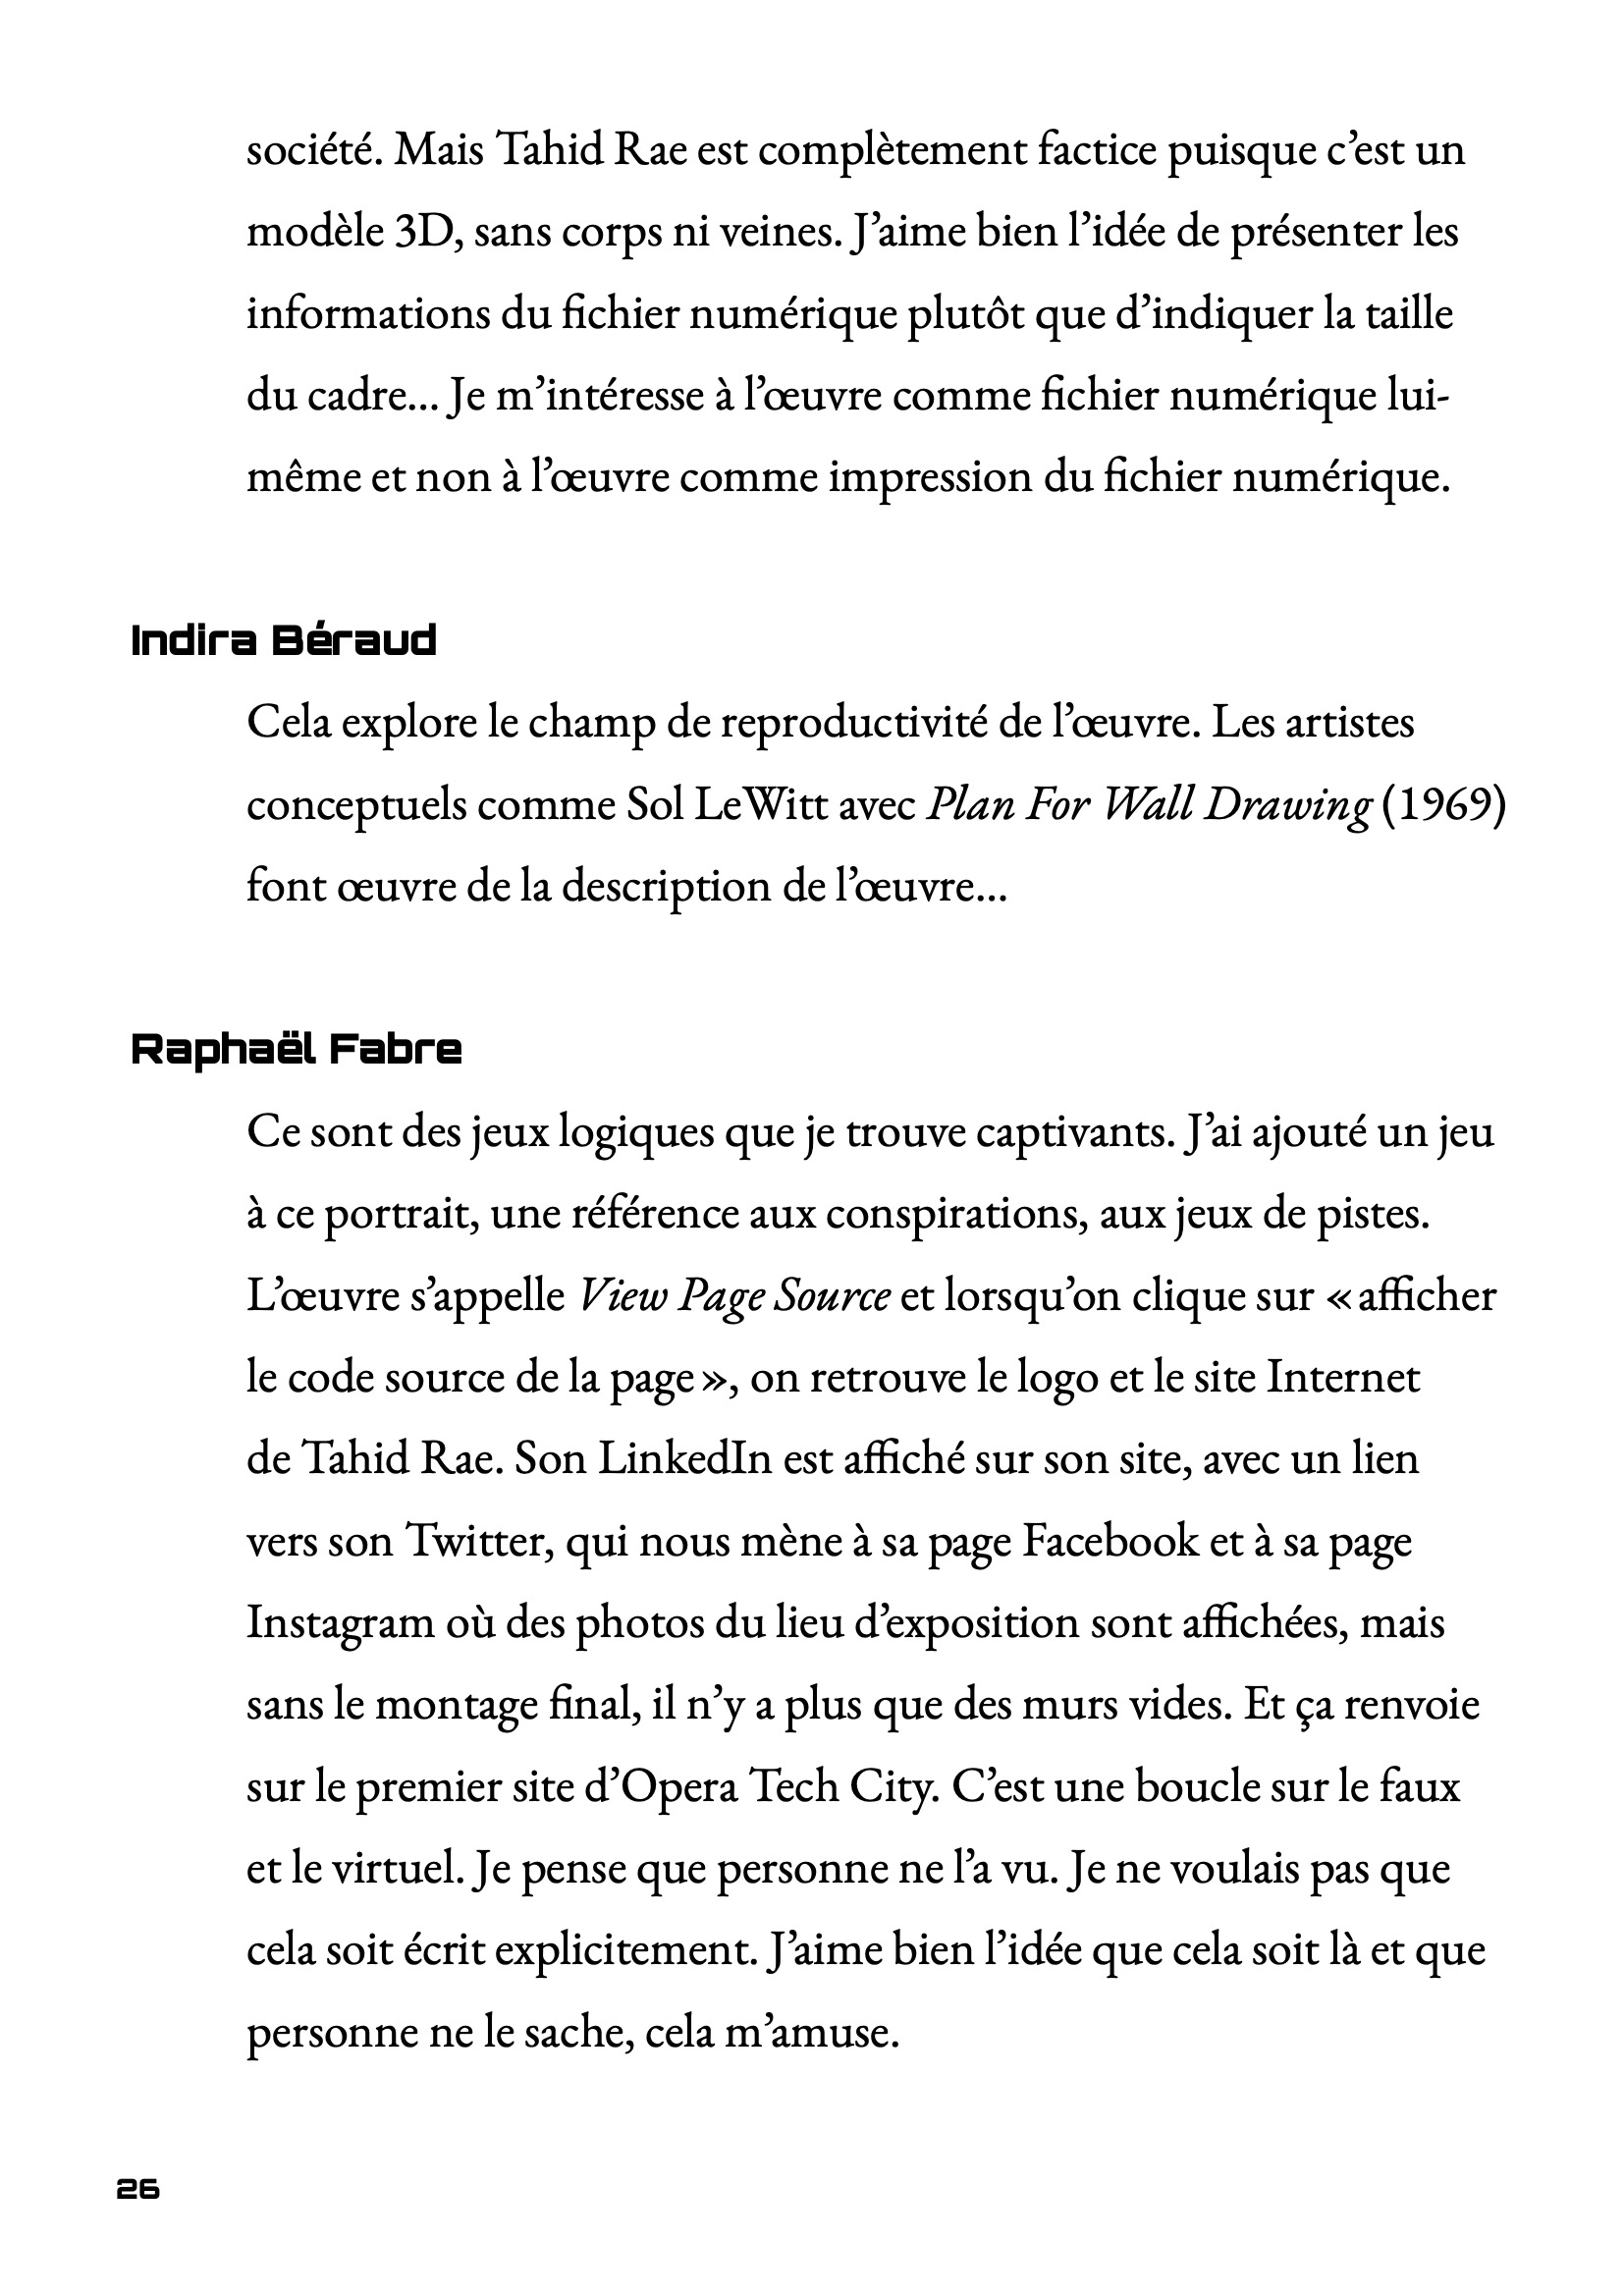 société. Mais Tahid Rae est complètement factice puisque c’est un
modèle 3D, sans corps ni veines. J’aime bien l’idée de présenter les
informations du fichier numérique plutôt que d’indiquer la taille
du cadre… Je m’intéresse à l’œuvre comme fichier numérique lui-
même et non à l’œuvre comme impression du fichier numérique.
Indira Béraud
Cela explore le champ de reproductivité de l’œuvre. Les artistes
conceptuels comme Sol LeWitt avec Plan For Wall Drawing (1969)
font œuvre de la description de l’œuvre…
Raphaël Fabre
Ce sont des jeux logiques que je trouve captivants. J’ai ajouté un jeu
à ce portrait, une référence aux conspirations, aux jeux de pistes.
L’œuvre s’appelle View Page Source et lorsqu’on clique sur « afficher
le code source de la page », on retrouve le logo et le site Internet
de Tahid Rae. Son LinkedIn est affiché sur son site, avec un lien
vers son Twitter, qui nous mène à sa page Facebook et à sa page
Instagram où des photos du lieu d’exposition sont affichées, mais
sans le montage final, il n’y a plus que des murs vides. Et ça renvoie
sur le premier site d’Opera Tech City. C’est une boucle sur le faux
et le virtuel. Je pense que personne ne l’a vu. Je ne voulais pas que
cela soit écrit explicitement. J’aime bien l’idée que cela soit là et que
personne ne le sache, cela m’amuse.
26